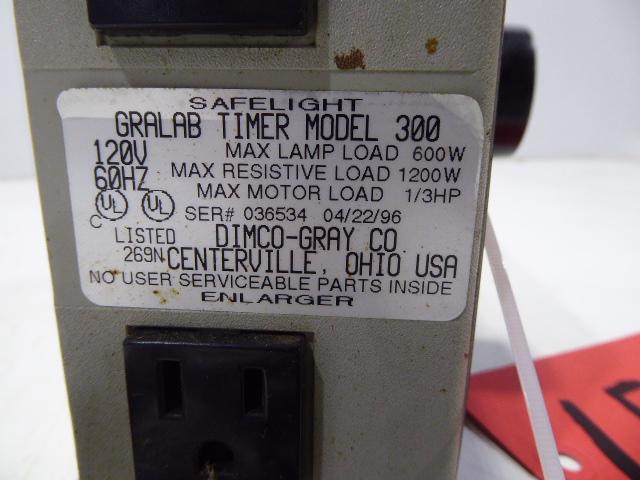 SAFELIGHT
GRALAB TIMER MODEL 300
120V MAX LAMP LOAD 600W
60HZ MAX RESISTIVE LOAD 1200W
MAX MOTOR LOAD 1/3HP
C UL UL SER# 036534 04/22/96
LISTED DIMCO-GRAY CO
269N CENTERVILLE, OHIO USA
NO USER SERVICEABLE PARTS INSIDE
ENLARGER